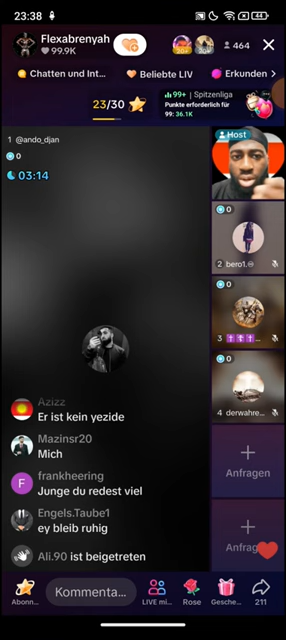 23:38
44
Flexabrenyah
99.9K
464
Chatten und Int...
Beliebte LIV
Erkunden
23/30
99+ | Spitzenliga
Punkte erforderlich für
99: 36.1K
1 @ando_djan
0
03:14
Host
0
2 bero1.
0
3
0
4 derwahre...
Anfragen
Anfrag
Azizz
Er ist kein yezide
Mazinsr20
Mich
frankheering
F
Junge du redest viel
Engels.Taube1
ey bleib ruhig
Ali.90 ist beigetreten
Abonn...
Kommenta...
LIVE mi...
Rose
Gesche...
211